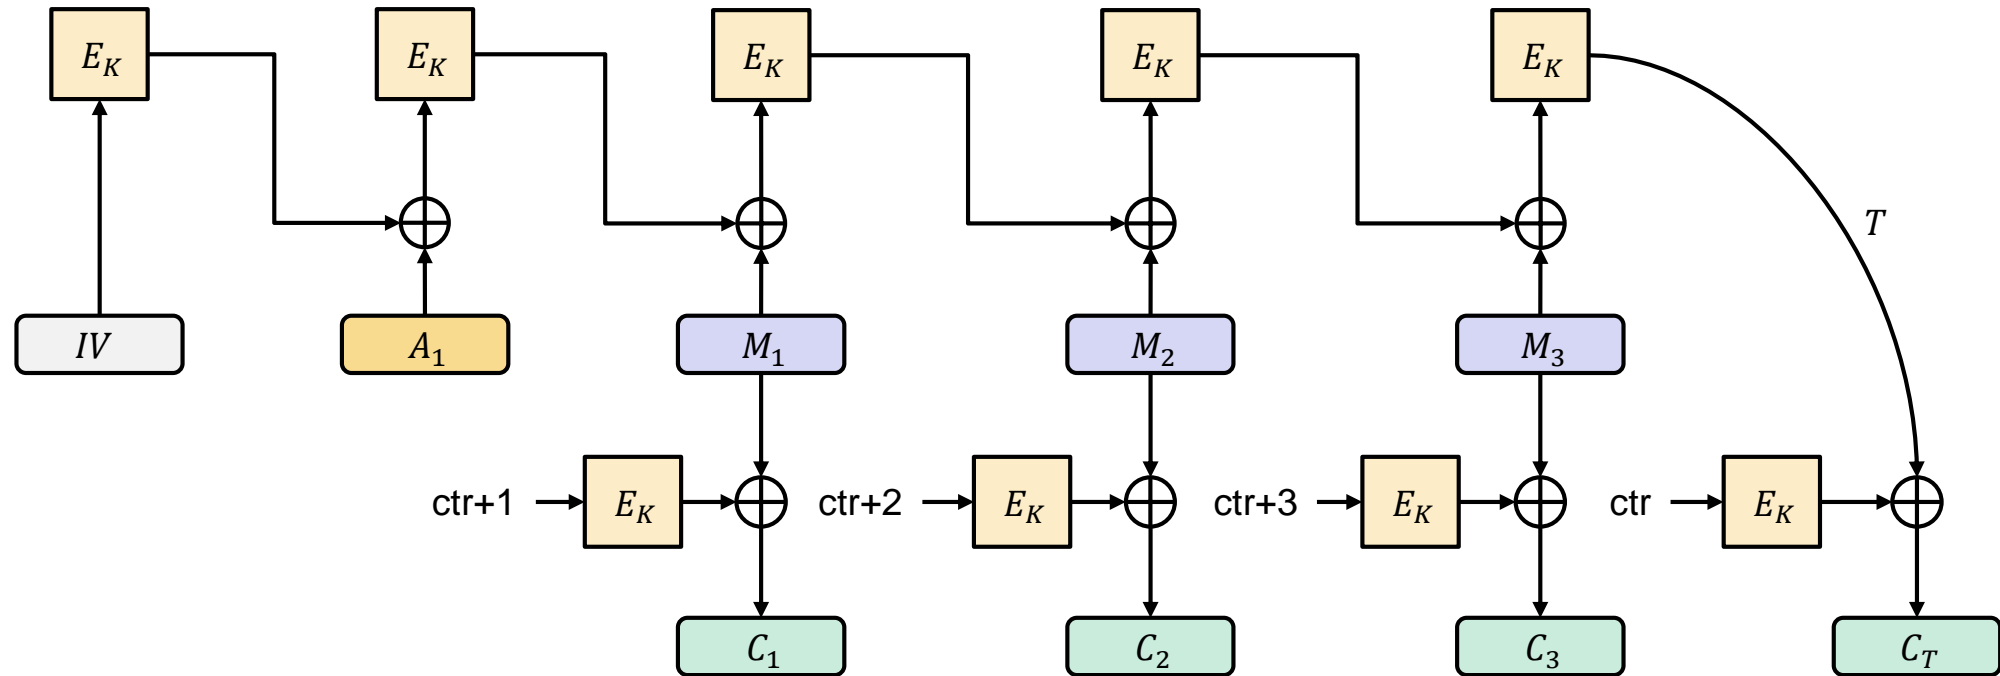 E_K E_K E_K E_K E_K
T
IV A_1 M_1 M_2 M_3
ctr+1 E_K ctr+2 E_K ctr+3 E_K ctr E_K
C_1 C_2 C_3 C_T